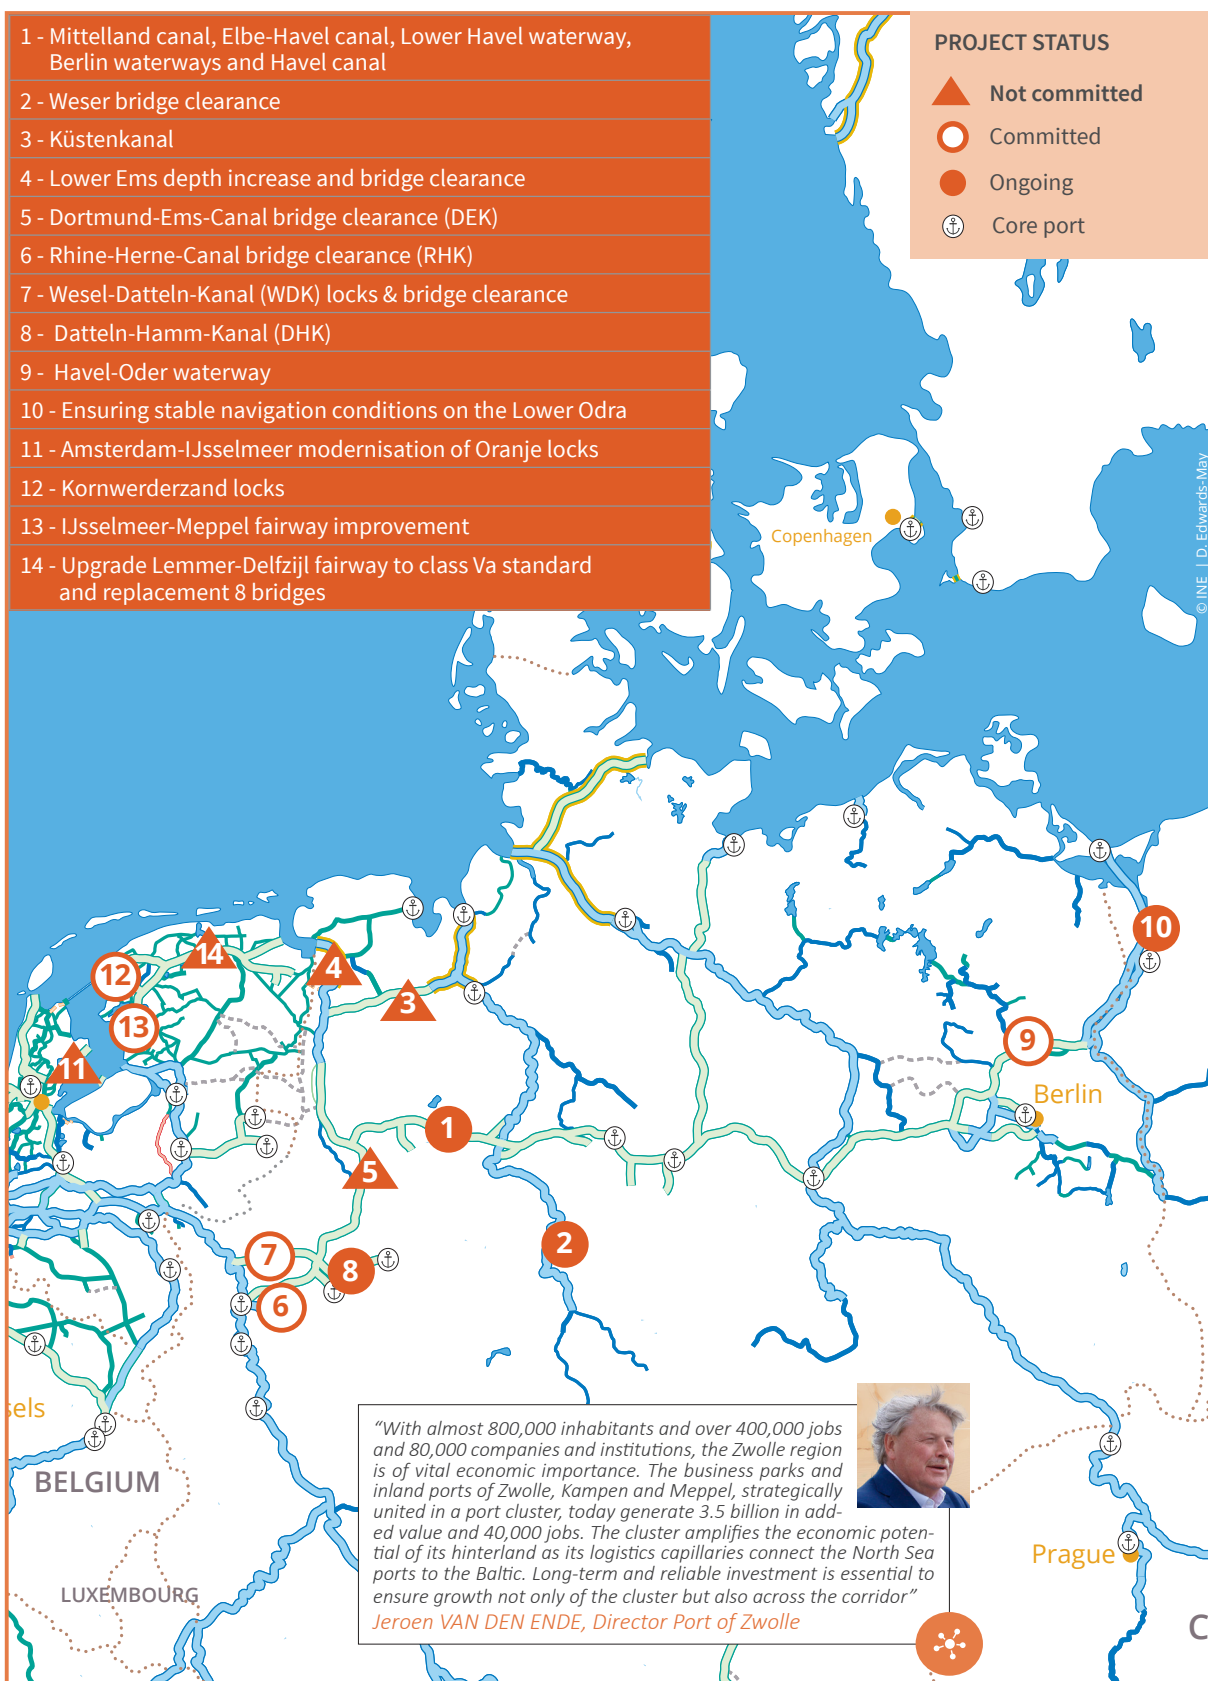 1 - Mittelland canal, Elbe-Havel canal, Lower Havel waterway,
Berlin waterways and Havel canal
2 - Weser bridge clearance
3 - Küstenkanal
4 - Lower Ems depth increase and bridge clearance
5 - Dortmund-Ems-Canal bridge clearance (DEK)
6 - Rhine-Herne-Canal bridge clearance (RHK)
7 - Wesel-Datteln-Kanal (WDK) locks & bridge clearance
8 - Datteln-Hamm-Kanal (DHK)
9 - Havel-Oder waterway
10 - Ensuring stable navigation conditions on the Lower Odra
11 - Amsterdam-IJsselmeer modernisation of Oranje locks
12 - Kornwerderzand locks
13 - IJsselmeer-Meppel fairway improvement
14 - Upgrade Lemmer-Delfzijl fairway to class Va standard
and replacement 8 bridges
PROJECT STATUS
Not committed
Committed
Ongoing
Core port
© INE | D. Edwards-May
Copenhagen
10
14
4
12
3
13
9
11
Berlin
1
5
2
7
8
6
sels
BELGIUM
LUXEMBOURG
Prague
C
“With almost 800,000 inhabitants and over 400,000 jobs
and 80,000 companies and institutions, the Zwolle region
is of vital economic importance. The business parks and
inland ports of Zwolle, Kampen and Meppel, strategically
united in a port cluster, today generate 3.5 billion in add-
ed value and 40,000 jobs. The cluster amplifies the economic poten-
tial of its hinterland as its logistics capillaries connect the North Sea
ports to the Baltic. Long-term and reliable investment is essential to
ensure growth not only of the cluster but also across the corridor”
Jeroen VAN DEN ENDE, Director Port of Zwolle